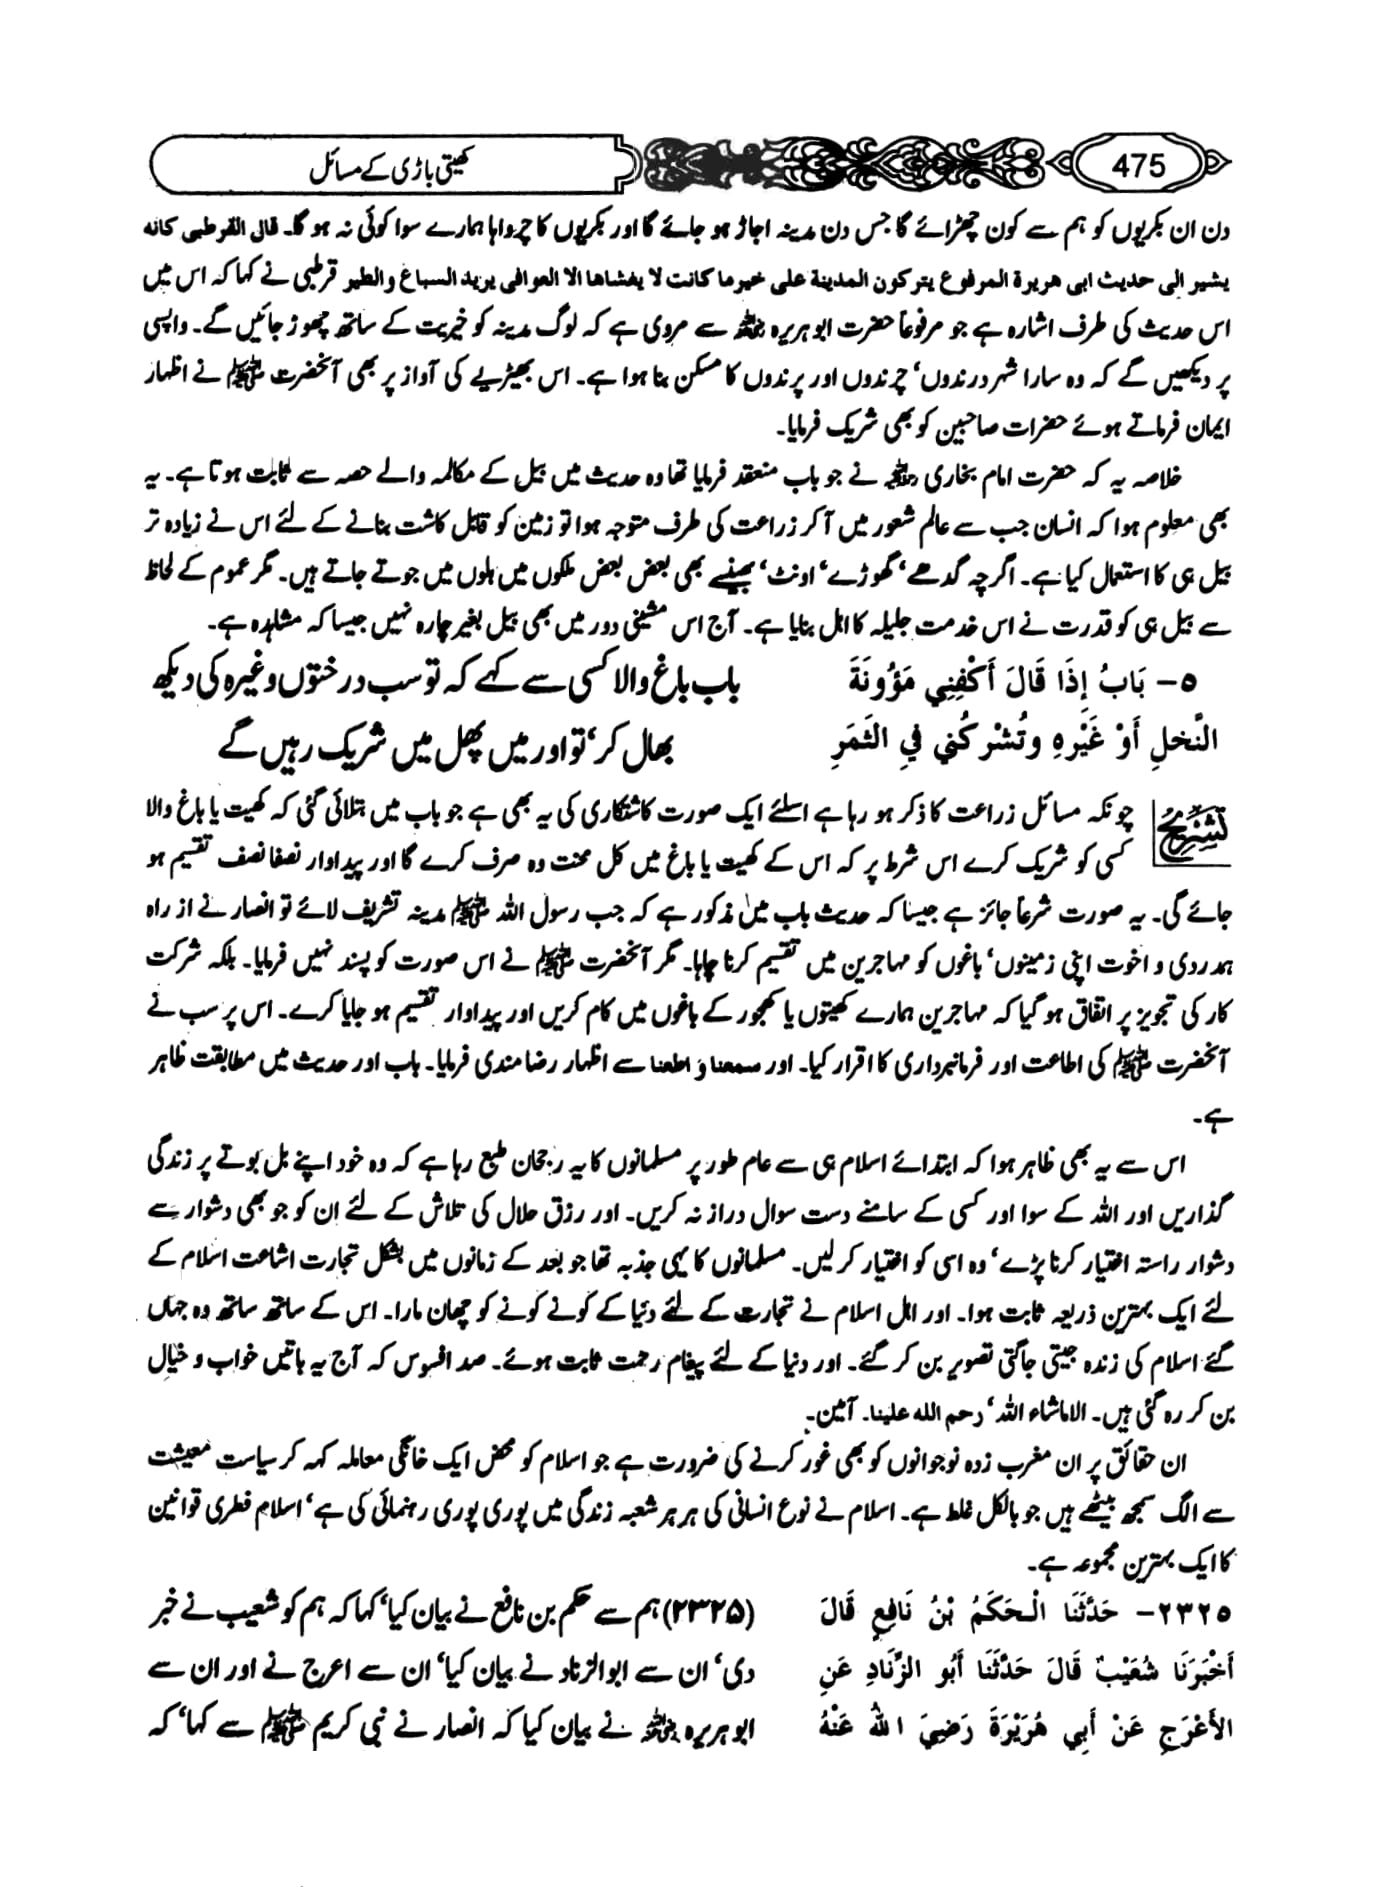 475
کھیتی باڑی کے مسائل
دن ان بکریوں کو ہم سے کون چھڑائے گا جس دن مدینہ اجاڑ ہو جائے گا اور بکریوں کا چرواہا ہمارے سوا کوئی نہ ہو گا۔ قال القرطبی کانہ
یشیر الی حدیث ابی ھریرۃ المرفوع یترکون المدینة علی خیر ما کانت لا یغشاھا الا العوافی یرید السباع والطیر قرطبی نے کہا کہ اس میں
اس حدیث کی طرف اشارہ ہے جو مرفوعاً حضرت ابو ہریرہ رضی اللہ عنہ سے مروی ہے کہ لوگ مدینہ کو خیریت کے ساتھ چھوڑ جائیں گے۔ واپسی
پر دیکھیں گے کہ وہ سارا شہر درندوں‘ چرندوں اور پرندوں کا مسکن بنا ہوا ہے۔ اس بھیڑیے کی آواز پر بھی آنحضرت ﷺ نے اظہار
ایمان فرماتے ہوئے حضرات صاحبین کو بھی شریک فرمایا۔
خلاصہ یہ کہ حضرت امام بخاری رحمہ اللہ نے جو باب منعقد فرمایا تھا وہ حدیث میں بیل کے مکالمہ والے حصہ سے ثابت ہوتا ہے۔ یہ
بھی معلوم ہوا کہ انسان جب سے عالم شعور میں آ کر زراعت کی طرف متوجہ ہوا تو زمین کو قابل کاشت بنانے کے لئے اس نے زیادہ تر
بیل ہی کا استعمال کیا ہے۔ اگرچہ گدھے‘ گھوڑے‘ اونٹ‘ بھینسے بھی بعض بعض ملکوں میں ہلوں میں جوتے جاتے ہیں۔ مگر عموم کے لحاظ
سے بیل ہی کو قدرت نے اس خدمت جلیلہ کا اہل بنایا ہے۔ آج اس مشینی دور میں بھی بیل بغیر چارہ نہیں جیسا کہ مشاہدہ ہے۔
٥- بَابُ إِذَا قَالَ أَكْفِنِي مَؤُونَةَ
النَّخلِ أَوْ غَيْرِهِ وتُشْرِكُنِي فِي الثَمَرِ
باب باغ والا کسی سے کہے کہ تو سب درختوں وغیرہ کی دیکھ
بھال کر‘ تو اور میں پھل میں شریک رہیں گے
تشریح
چونکہ مسائل زراعت کا ذکر ہو رہا ہے اسلئے ایک صورت کاشتکاری کی یہ بھی ہے جو باب میں بتلائی گئی کہ کھیت یا باغ والا
کسی کو شریک کرے اس شرط پر کہ اس کے کھیت یا باغ میں کل محنت وہ صرف کرے گا اور پیداوار نصفا نصف تقسیم ہو
جائے گی۔ یہ صورت شرعاً جائز ہے جیسا کہ حدیث باب میں مذکور ہے کہ جب رسول اللہ ﷺ مدینہ تشریف لائے تو انصار نے از راہ
ہمدردی و اخوت اپنی زمینوں‘ باغوں کو مہاجرین میں تقسیم کرنا چاہا۔ مگر آنحضرت ﷺ نے اس صورت کو پسند نہیں فرمایا۔ بلکہ شرکت
کار کی تجویز پر اتفاق ہو گیا کہ مہاجرین ہمارے کھیتوں یا کھجور کے باغوں میں کام کریں اور پیداوار تقسیم ہو جایا کرے۔ اس پر سب نے
آنحضرت ﷺ کی اطاعت اور فرمانبرداری کا اقرار کیا۔ اور سمعنا و اطعنا سے اظہار رضا مندی فرمایا۔ باب اور حدیث میں مطابقت ظاہر
ہے۔
اس سے یہ بھی ظاہر ہوا کہ ابتدائے اسلام ہی سے عام طور پر مسلمانوں کا یہ رجحان طبع رہا ہے کہ وہ خود اپنے بل بوتے پر زندگی
گذاریں اور اللہ کے سوا اور کسی کے سامنے دست سوال دراز نہ کریں۔ اور رزق حلال کی تلاش کے لئے ان کو جو بھی دشوار سے
دشوار راستہ اختیار کرنا پڑے‘ وہ اسی کو اختیار کر لیں۔ مسلمانوں کا یہی جذبہ تھا جو بعد کے زمانوں میں بشکل تجارت اشاعت اسلام کے
لئے ایک بہترین ذریعہ ثابت ہوا۔ اور اہل اسلام نے تجارت کے لئے دنیا کے کونے کونے کو چھان مارا۔ اس کے ساتھ ساتھ وہ جہاں
گئے اسلام کی زندہ جیتی جاگتی تصویر بن کر گئے۔ اور دنیا کے لئے پیغام رحمت ثابت ہوئے۔ صد افسوس کہ آج یہ باتیں خواب و خیال
بن کر رہ گئی ہیں۔ الاماشاء اللہ‘ رحم اللہ علینا۔ آمین۔
ان حقائق پر ان مغرب زدہ نوجوانوں کو بھی غور کرنے کی ضرورت ہے جو اسلام کو محض ایک خانگی معاملہ کہہ کر سیاست معیشت
سے الگ سمجھ بیٹھے ہیں جو بالکل غلط ہے۔ اسلام نے نوع انسانی کی ہر ہر شعبہ زندگی میں پوری پوری رہنمائی کی ہے‘ اسلام فطری قوانین
کا ایک بہترین مجموعہ ہے۔
٢٣٢٥- حَدَّثَنَا الْحَكَمُ بْنُ نَافِعٍ قَالَ
أَخْبَرَنَا شُعَيْبٌ قَالَ حَدَّثَنَا أَبُو الزِّنَادِ عَنِ
الأَعْرَجِ عَنْ أَبِي هُرَيْرَةَ رَضِيَ اللهُ عَنْهُ
(۲۳۲۵) ہم سے حکم بن نافع نے بیان کیا‘ کہا کہ ہم کو شعیب نے خبر
دی‘ ان سے ابوالزناد نے بیان کیا‘ ان سے اعرج نے اور ان سے
ابو ہریرہ رضی اللہ عنہ نے بیان کیا کہ انصار نے نبی کریم ﷺ سے کہا‘ کہ